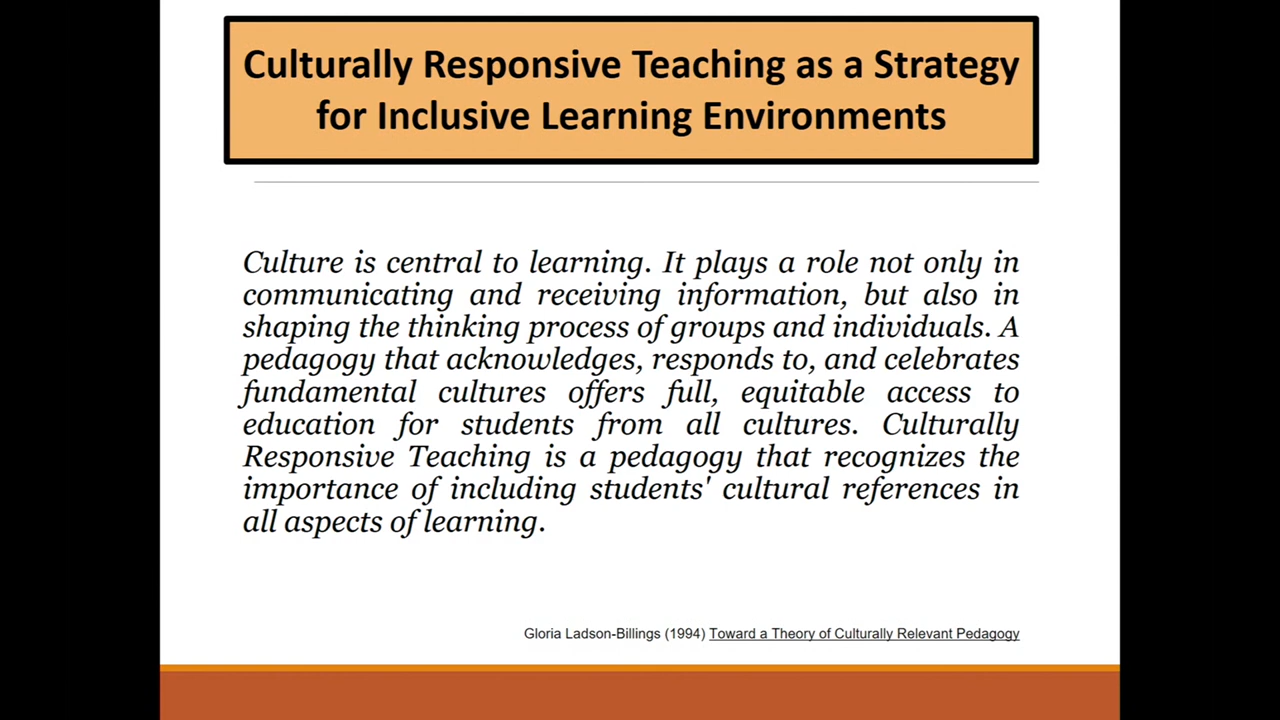 Culturally Responsive Teaching as a Strategy
for Inclusive Learning Environments
Culture is central to learning. It plays a role not only in
communicating and receiving information, but also in
shaping the thinking process of groups and individuals. A
pedagogy that acknowledges, responds to, and celebrates
fundamental cultures offers full, equitable access to
education for students from all cultures. Culturally
Responsive Teaching is a pedagogy that recognizes the
importance of including students' cultural references in
all aspects of learning.
Gloria Ladson-Billings (1994) Toward a Theory of Culturally Relevant Pedagogy